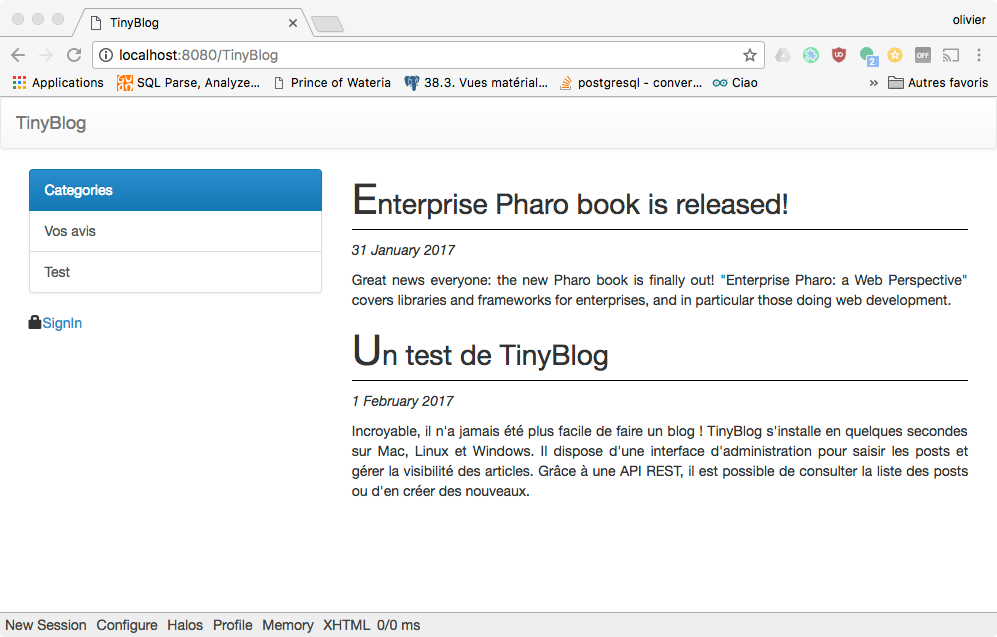 TinyBlog
olivier
localhost:8080/TinyBlog
UD
2
OFF
Applications
SQL Parse, Analyze...
Prince of Wateria
38.3. Vues matérial...
postgresql - conver...
Ciao
»
Autres favoris
TinyBlog
Categories
Vos avis
Test
SignIn
Enterprise Pharo book is released!
31 January 2017
Great news everyone: the new Pharo book is finally out! "Enterprise Pharo: a Web Perspective"
covers libraries and frameworks for enterprises, and in particular those doing web development.
Un test de TinyBlog
1 February 2017
Incroyable, il n'a jamais été plus facile de faire un blog ! TinyBlog s'installe en quelques secondes
sur Mac, Linux et Windows. Il dispose d'une interface d'administration pour saisir les posts et
gérer la visibilité des articles. Grâce à une API REST, il est possible de consulter la liste des posts
ou d'en créer des nouveaux.
New Session Configure Halos Profile Memory XHTML 0/0 ms